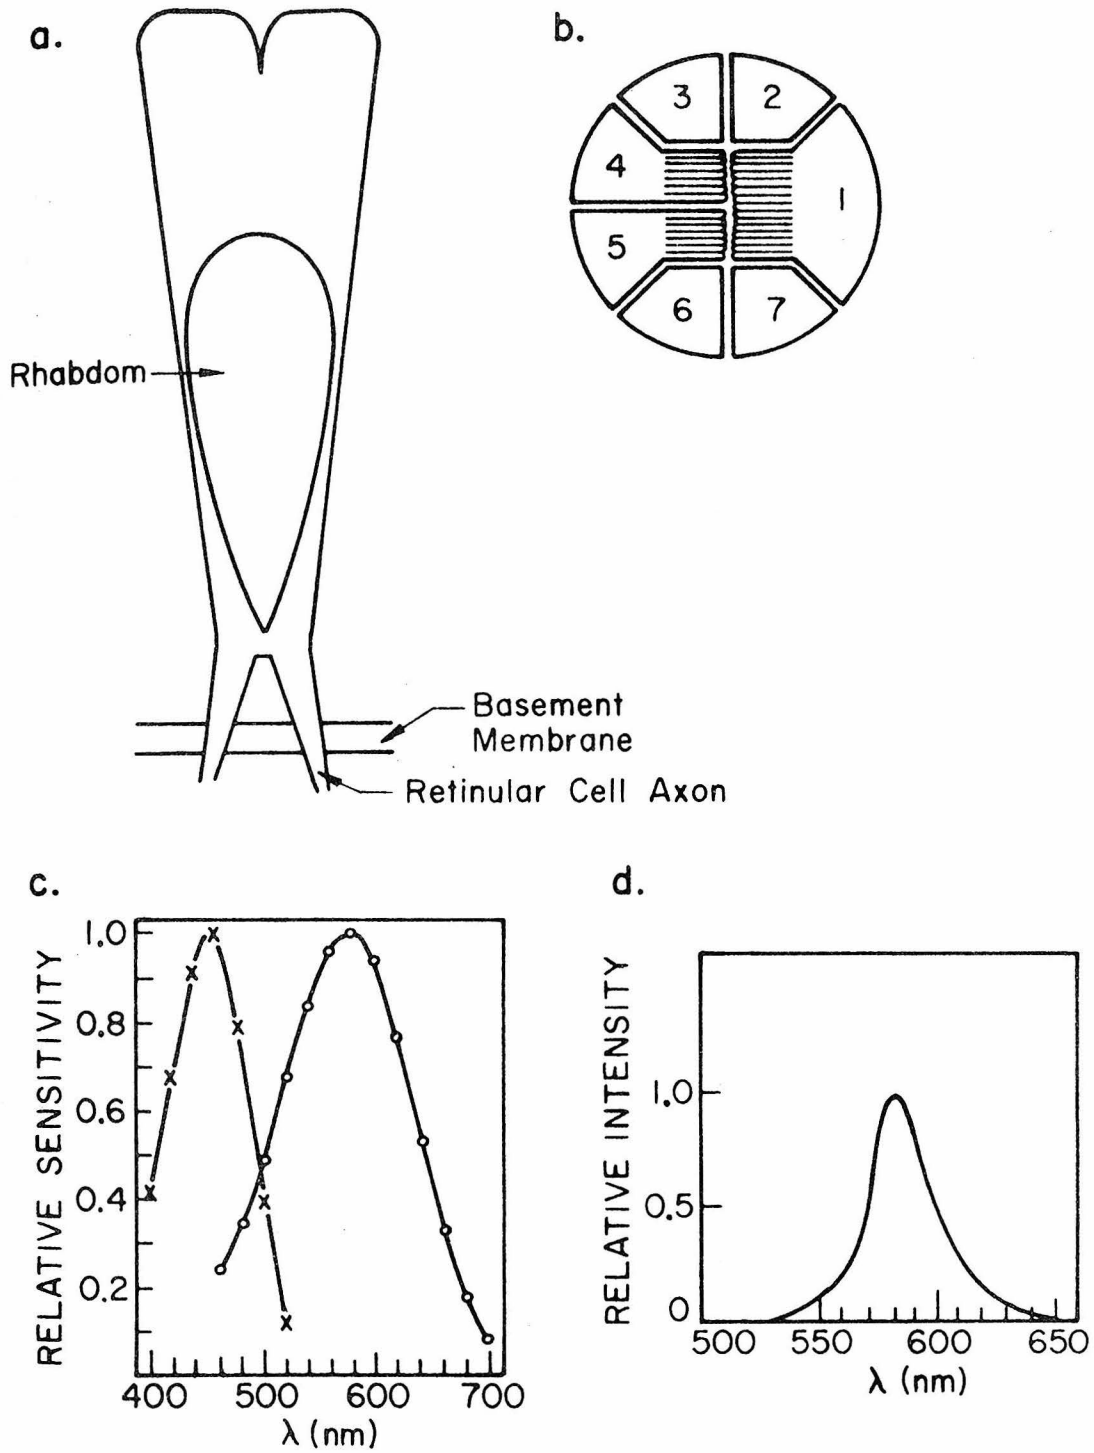 a.
Rhabdom
Basement
Membrane
Retinular Cell Axon
b.
3
2
4
1
5
6
7
c.
RELATIVE SENSITIVITY
1.0
0.8
0.6
0.4
0.2
400
500
600
700
λ (nm)
d.
RELATIVE INTENSITY
1.0
0.5
0
500
550
600
650
λ (nm)